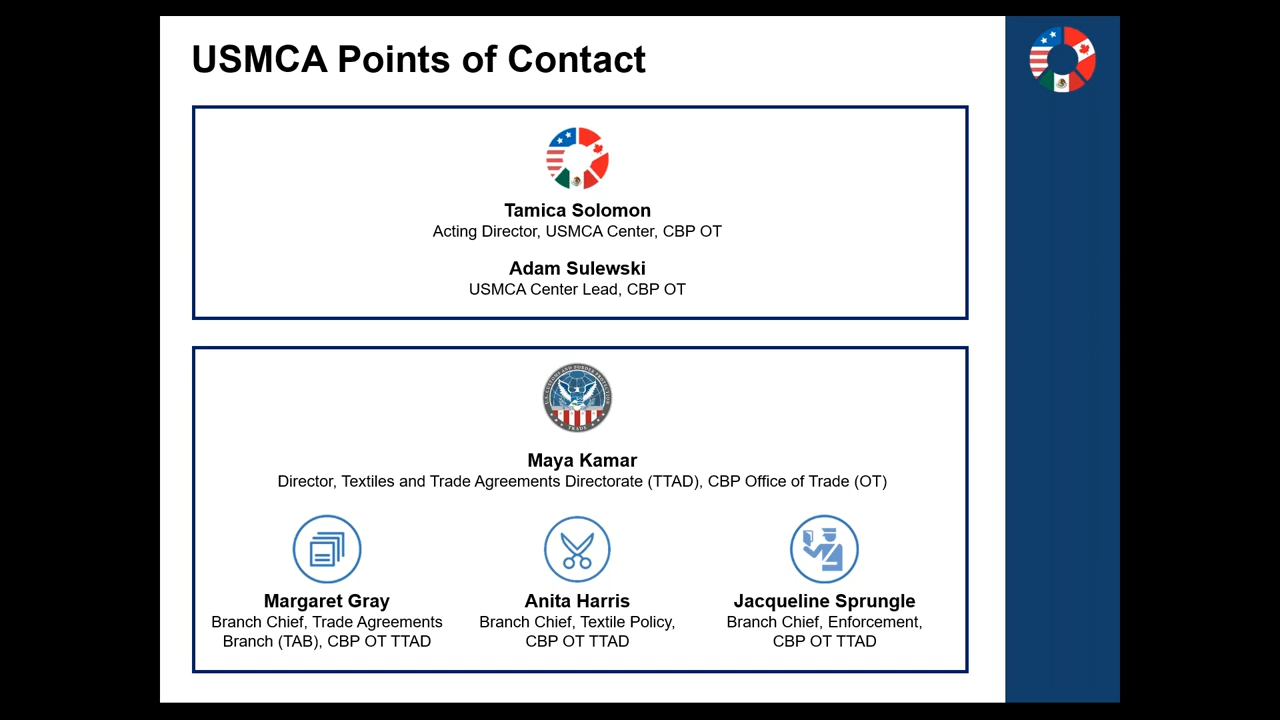 USMCA Points of Contact
Tamica Solomon
Acting Director, USMCA Center, CBP OT
Adam Sulewski
USMCA Center Lead, CBP OT
TRADE
Maya Kamar
Director, Textiles and Trade Agreements Directorate (TTAD), CBP Office of Trade (OT)
Margaret Gray
Branch Chief, Trade Agreements
Branch (TAB), CBP OT TTAD
Anita Harris
Branch Chief, Textile Policy,
CBP OT TTAD
Jacqueline Sprungle
Branch Chief, Enforcement,
CBP OT TTAD